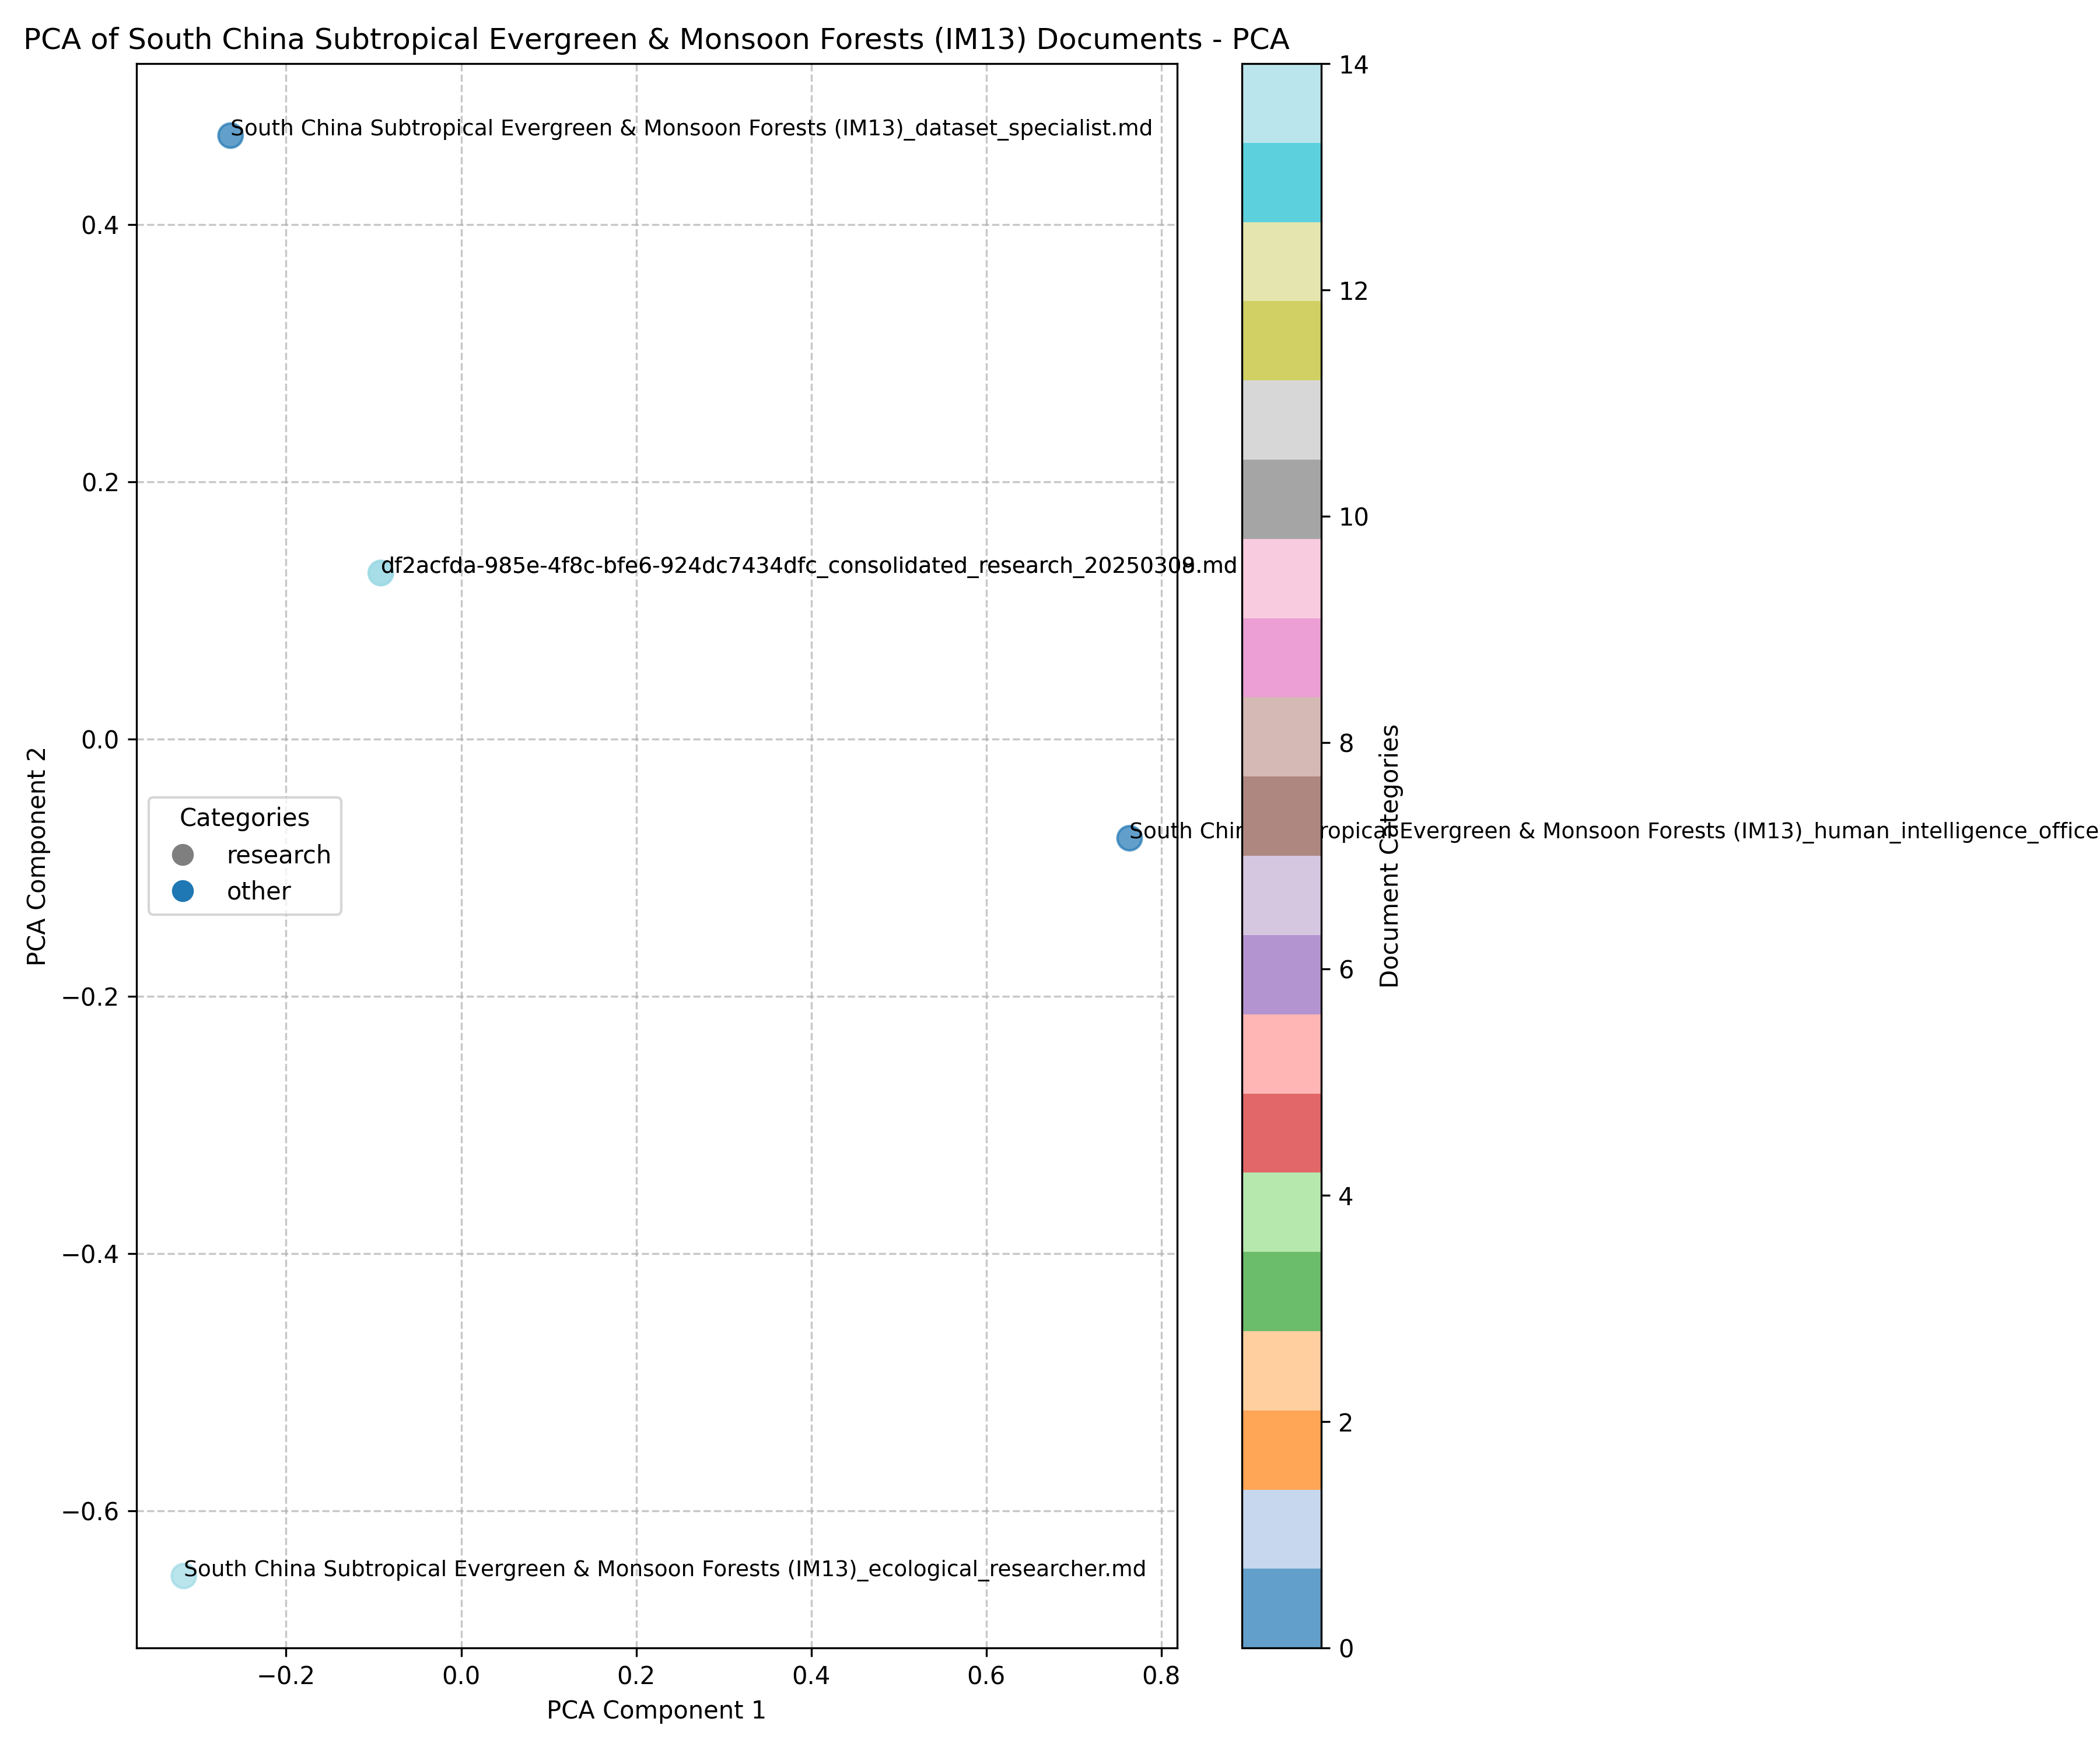 PCA of South China Subtropical Evergreen & Monsoon Forests (IM13) Documents - PCA
South China Subtropical Evergreen & Monsoon Forests (IM13)_dataset_specialist.md
df2acfda-985e-4f8c-bfe6-924dc7434dfc_consolidated_research_2025030 .md
South Chin ropical Evergreen & Monsoon Forests (IM13)_human_intelligence_office
South China Subtropical Evergreen & Monsoon Forests (IM13)_ecological_researcher.md
Categories
research
other
PCA Component 2
0.4
0.2
0.0
−0.2
−0.4
−0.6
−0.2
0.0
0.2
0.4
0.6
0.8
PCA Component 1
14
12
10
8
6
4
2
0
Document Categories